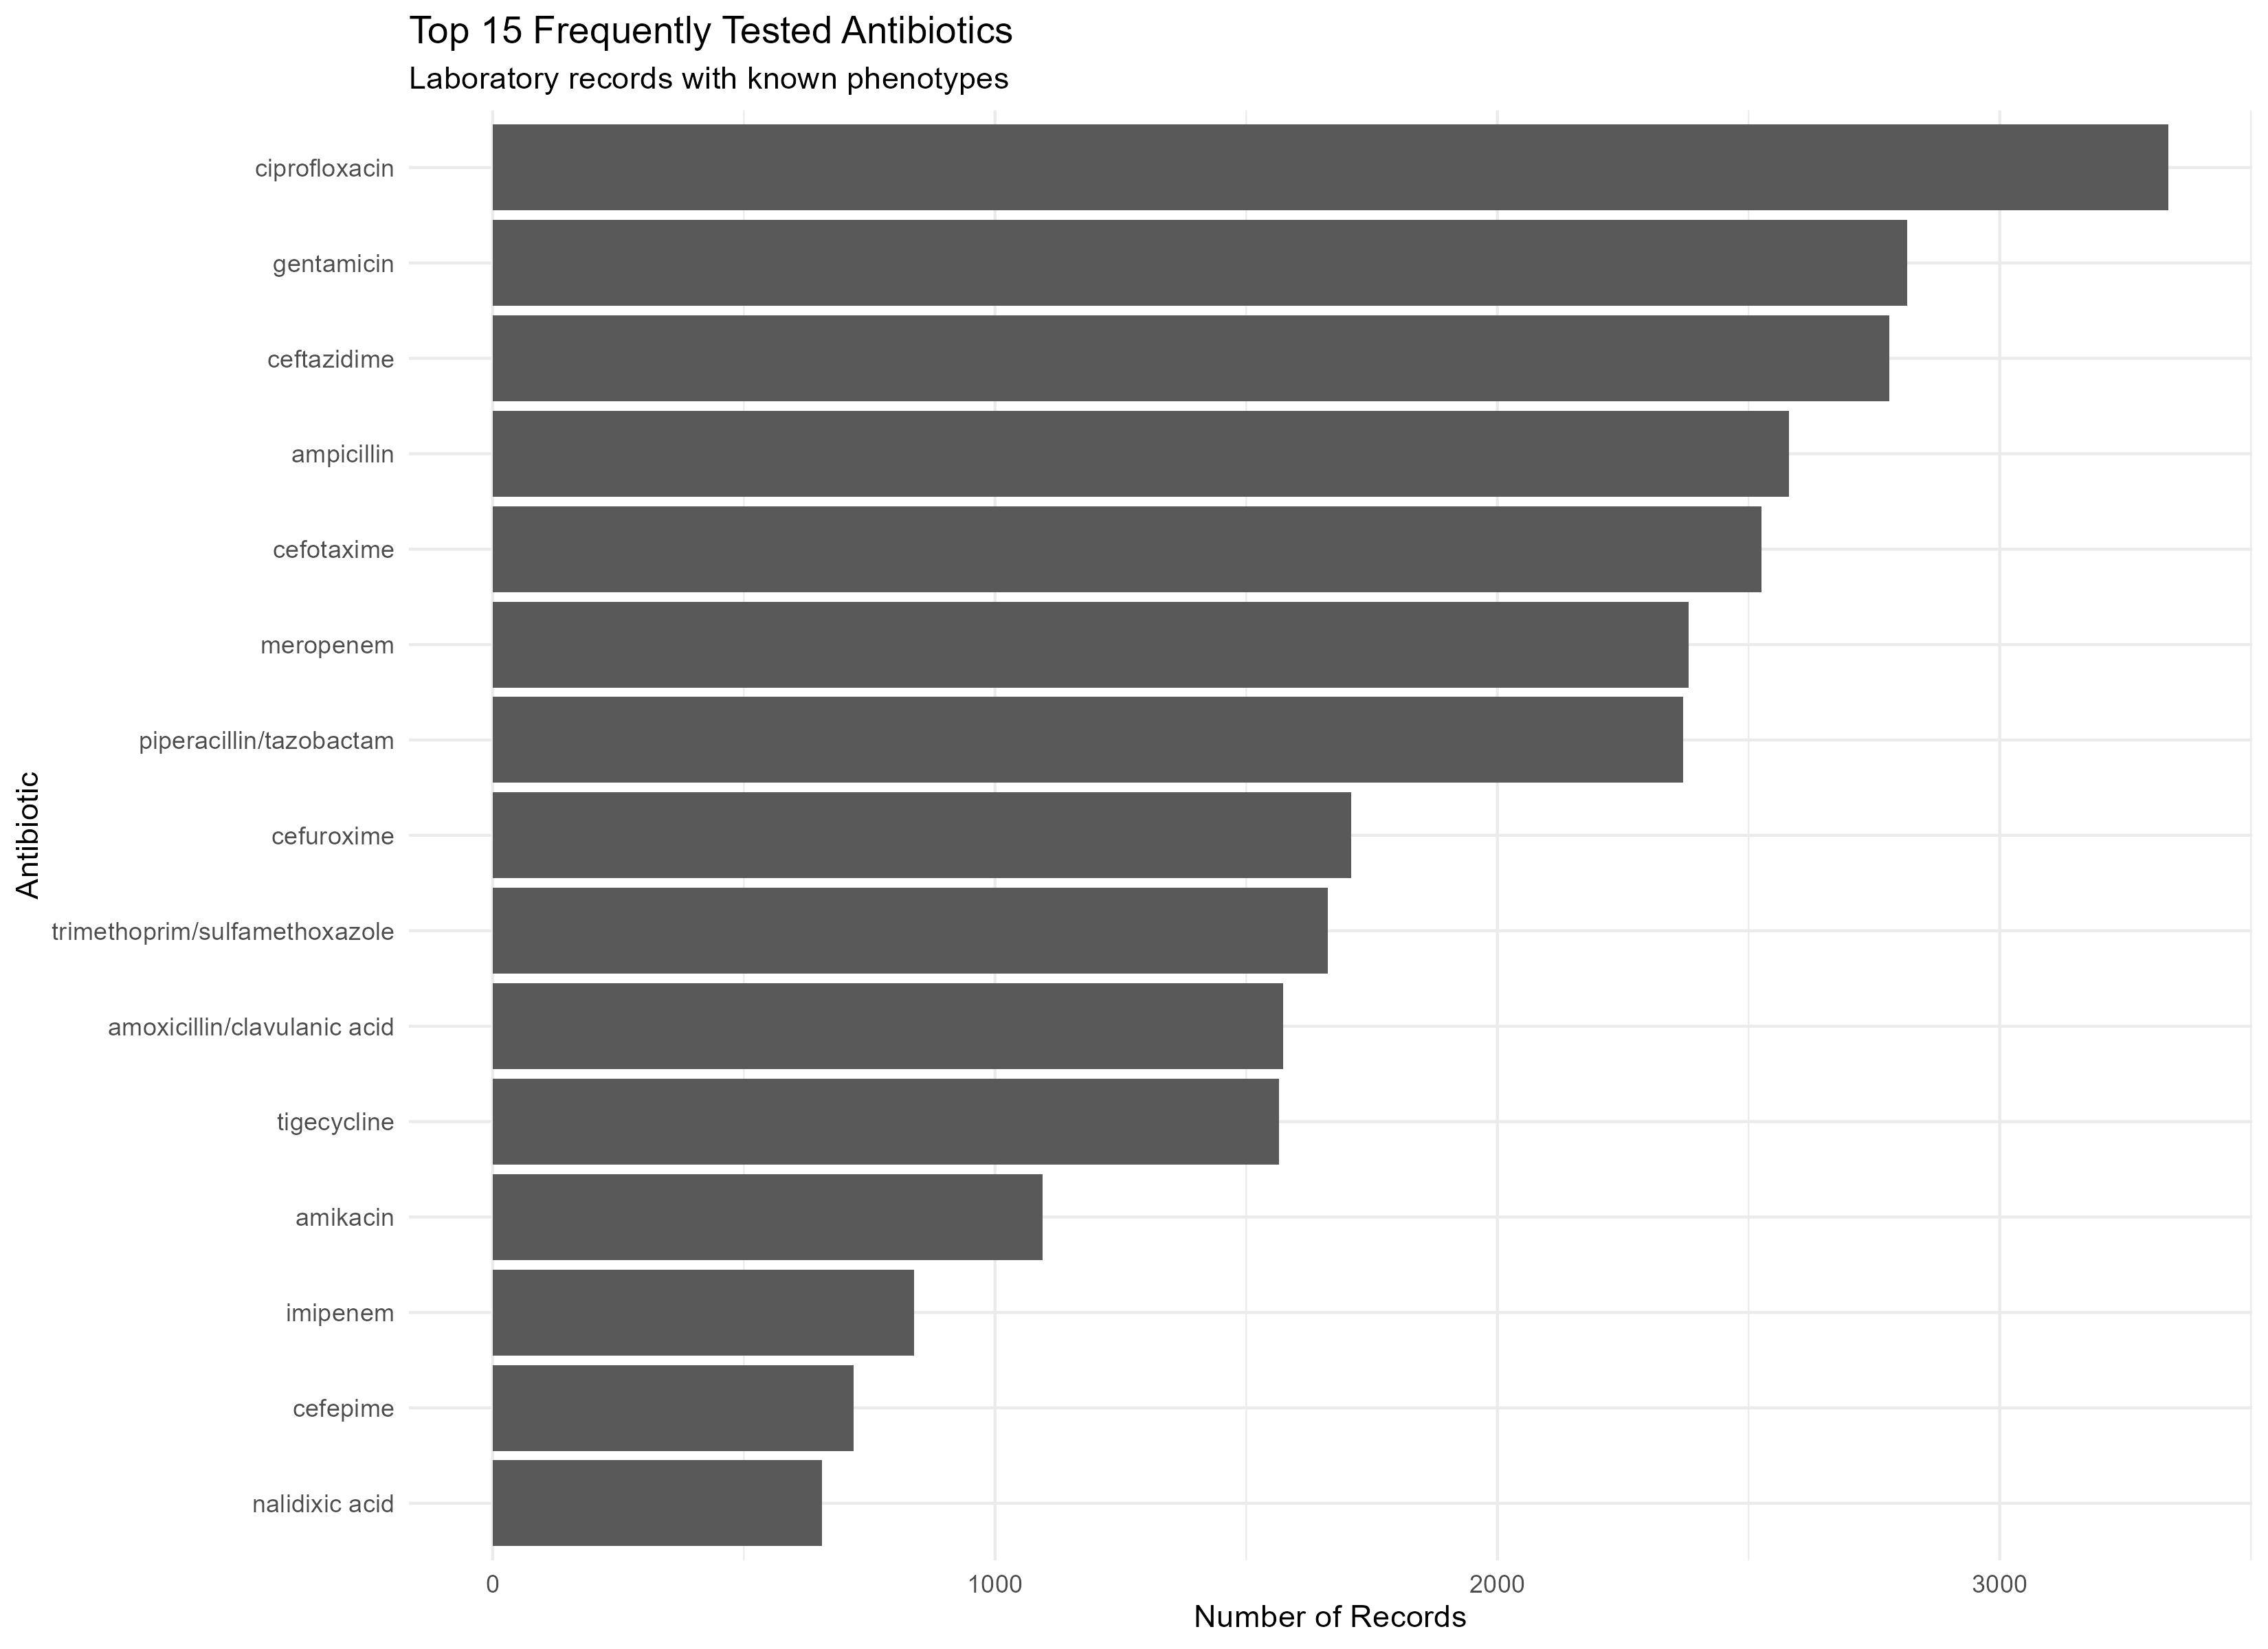 Top 15 Frequently Tested Antibiotics
Laboratory records with known phenotypes
ciprofloxacin
gentamicin
ceftazidime
ampicillin
cefotaxime
meropenem
piperacillin/tazobactam
cefuroxime
trimethoprim/sulfamethoxazole
amoxicillin/clavulanic acid
tigecycline
amikacin
imipenem
cefepime
nalidixic acid
Antibiotic
0 1000 2000 3000
Number of Records